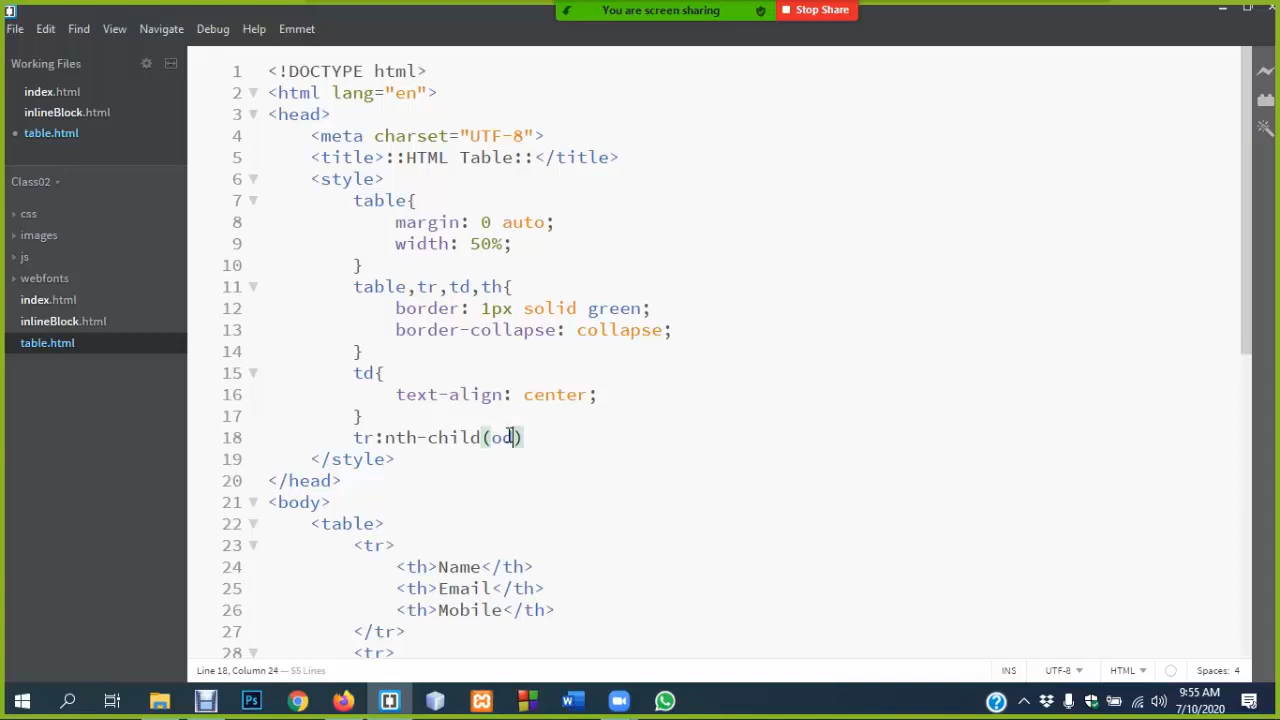 You are screen sharing
Stop Share
File Edit Find View Navigate Debug Help Emmet
Working Files
index.html
inlineBlock.html
table.html
Class02
css
images
js
webfonts
index.html
inlineBlock.html
table.html
1 <!DOCTYPE html>
2 <html lang="en">
3 <head>
4 <meta charset="UTF-8">
5 <title>::HTML Table::</title>
6 <style>
7 table{
8 margin: 0 auto;
9 width: 50%;
10 }
11 table,tr,td,th{
12 border: 1px solid green;
13 border-collapse: collapse;
14 }
15 td{
16 text-align: center;
17 }
18 tr:nth-child(od)
19 </style>
20 </head>
21 <body>
22 <table>
23 <tr>
24 <th>Name</th>
25 <th>Email</th>
26 <th>Mobile</th>
27 </tr>
28 <tr>
Line 18, Column 24 — 55 Lines
INS UTF-8 HTML Spaces: 4
9:55 AM
7/10/2020